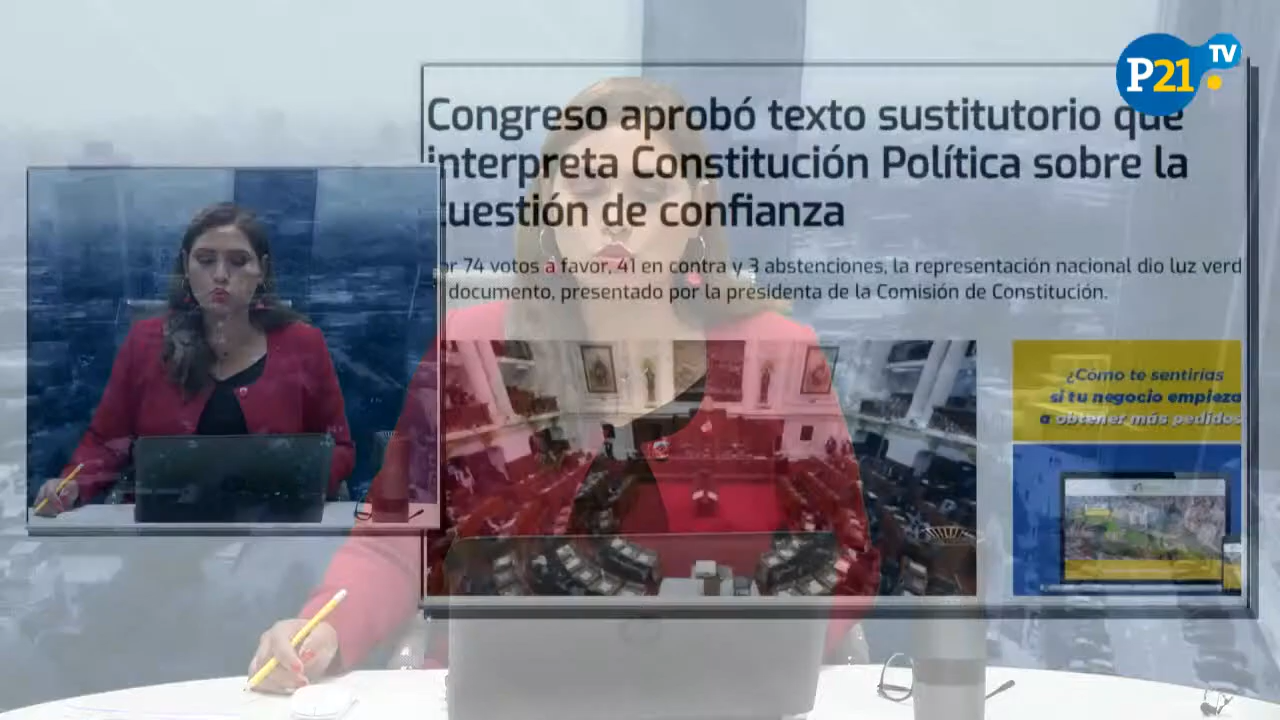 P21 TV
Congreso aprobó texto sustitutorio que
interpreta Constitución Política sobre la
cuestión de confianza
or 74 votos a favor, 41 en contra y 3 abstenciones, la representación nacional dio luz verd
documento, presentado por la presidenta de la Comisión de Constitución.
¿Cómo te sentirías
si tu negocio empieza
a obtener más pedidos